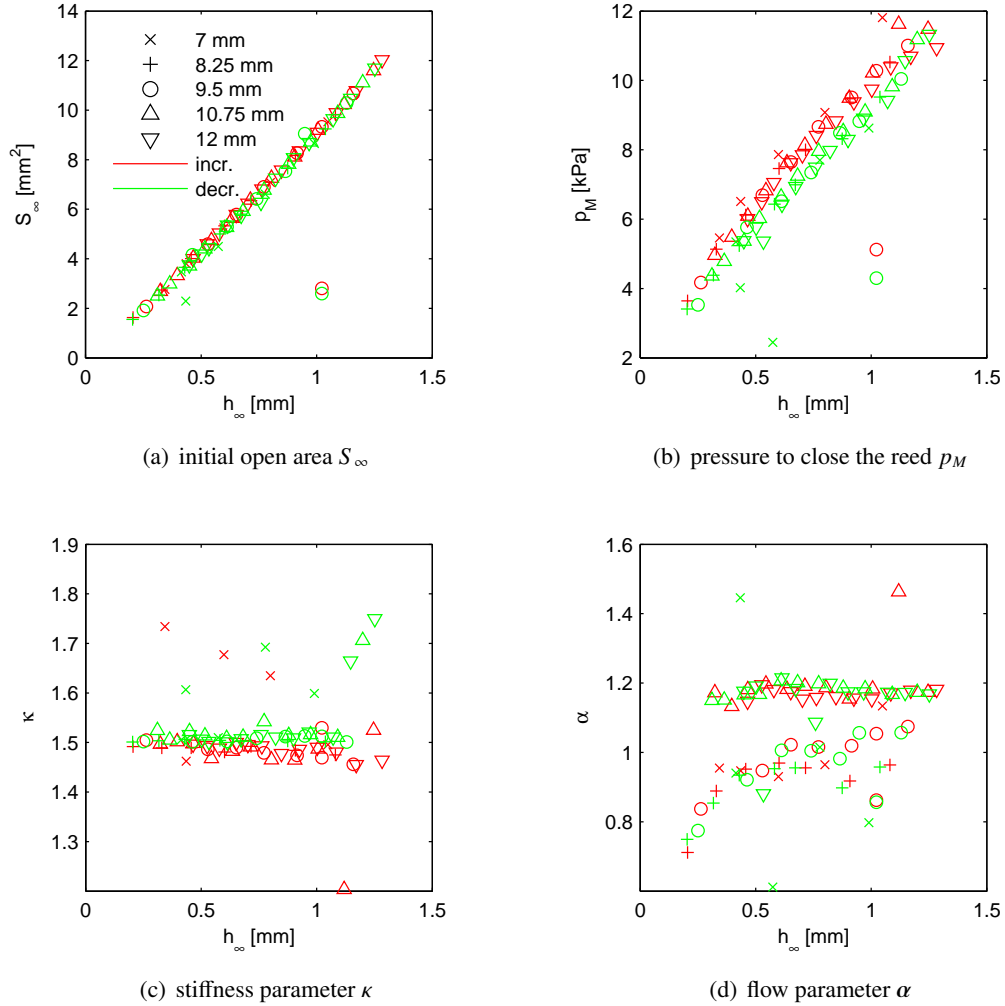 14
12
10
8
6
4
2
0
S∞ [mm²]
7 mm
8.25 mm
9.5 mm
10.75 mm
12 mm
incr.
decr.
0 0.5 1 1.5
h∞ [mm]
(a) initial open area S∞
12
10
8
6
4
2
pM [kPa]
0 0.5 1 1.5
h∞ [mm]
(b) pressure to close the reed pM
1.9
1.8
1.7
1.6
1.5
1.4
1.3
κ
0 0.5 1 1.5
h∞ [mm]
(c) stiffness parameter κ
1.6
1.4
1.2
1
0.8
α
0 0.5 1 1.5
h∞ [mm]
(d) flow parameter α